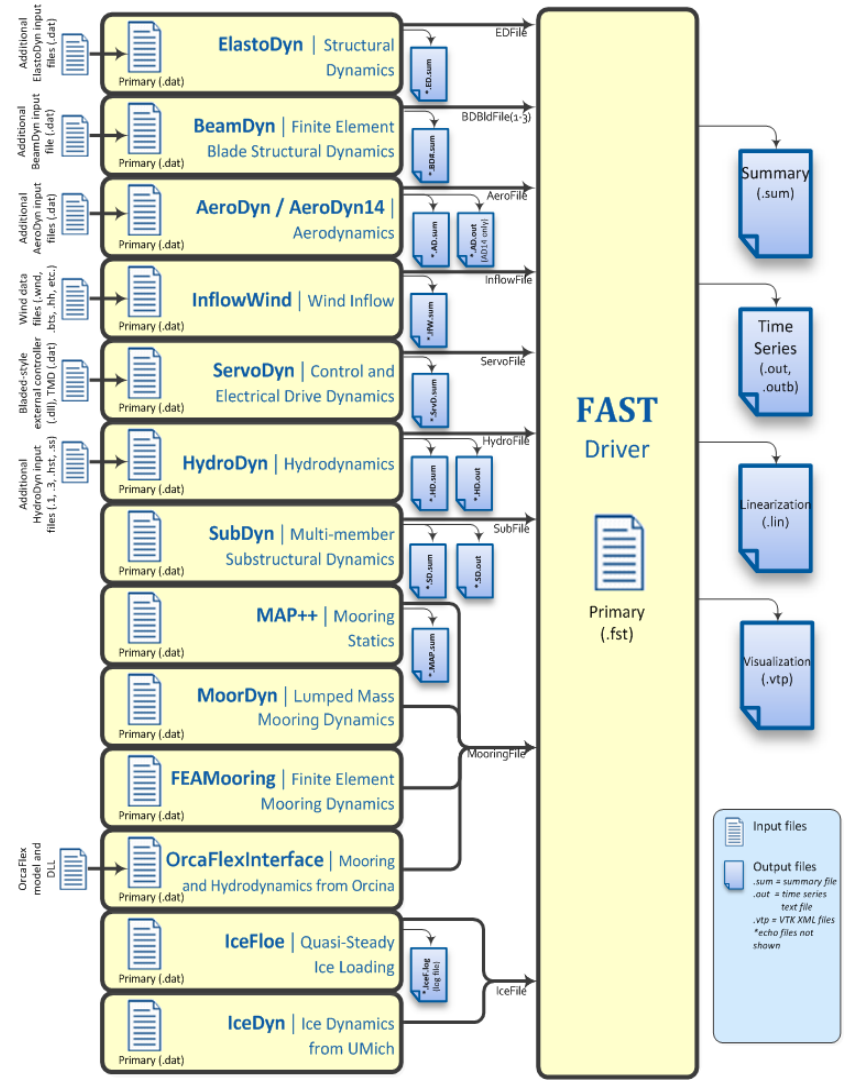 Additional
ElastoDyn input
files (.dat)
Primary (.dat)
ElastoDyn | Structural
Dynamics
EDFile
*.ED.sum
Additional
BeamDyn input
file (.dat)
Primary (.dat)
BeamDyn | Finite Element
Blade Structural Dynamics
BDBldFile(1-3)
*.BD#.sum
Additional
AeroDyn input
files (.dat)
Primary (.dat)
AeroDyn / AeroDyn14 |
Aerodynamics
AeroFile
*.AD.sum
*.AD.out
(AD14 only)
Wind data
files (.wnd,
.bts, .hh, etc.)
Primary (.dat)
InflowWind | Wind Inflow
InflowFile
*.IfW.sum
Bladed-style
external controller
(.dll), TMD (.dat)
Primary (.dat)
ServoDyn | Control and
Electrical Drive Dynamics
ServoFile
*.SrvD.sum
Additional
HydroDyn input
files (.1, .3, .hst, .ss)
Primary (.dat)
HydroDyn | Hydrodynamics
HydroFile
*.HD.sum
*.HD.out
Primary (.dat)
SubDyn | Multi-member
Substructural Dynamics
SubFile
*.SD.sum
*.SD.out
Primary (.dat)
MAP++ | Mooring
Statics
*.MAP.sum
Primary (.dat)
MoorDyn | Lumped Mass
Mooring Dynamics
MooringFile
Primary (.dat)
FEAMooring | Finite Element
Mooring Dynamics
OrcaFlex
model and
DLL
Primary (.dat)
OrcaFlexInterface | Mooring
and Hydrodynamics from Orcina
Primary (.dat)
IceFloe | Quasi-Steady
Ice Loading
*.IceF.log
(log file)
IceFile
Primary (.dat)
IceDyn | Ice Dynamics
from UMich
FAST
Driver
Primary
(.fst)
Summary
(.sum)
Time
Series
(.out,
.outb)
Linearization
(.lin)
Visualization
(.vtp)
Input files
Output files
.sum = summary file
.out = time series
text file
.vtp = VTK XML files
*echo files not
shown